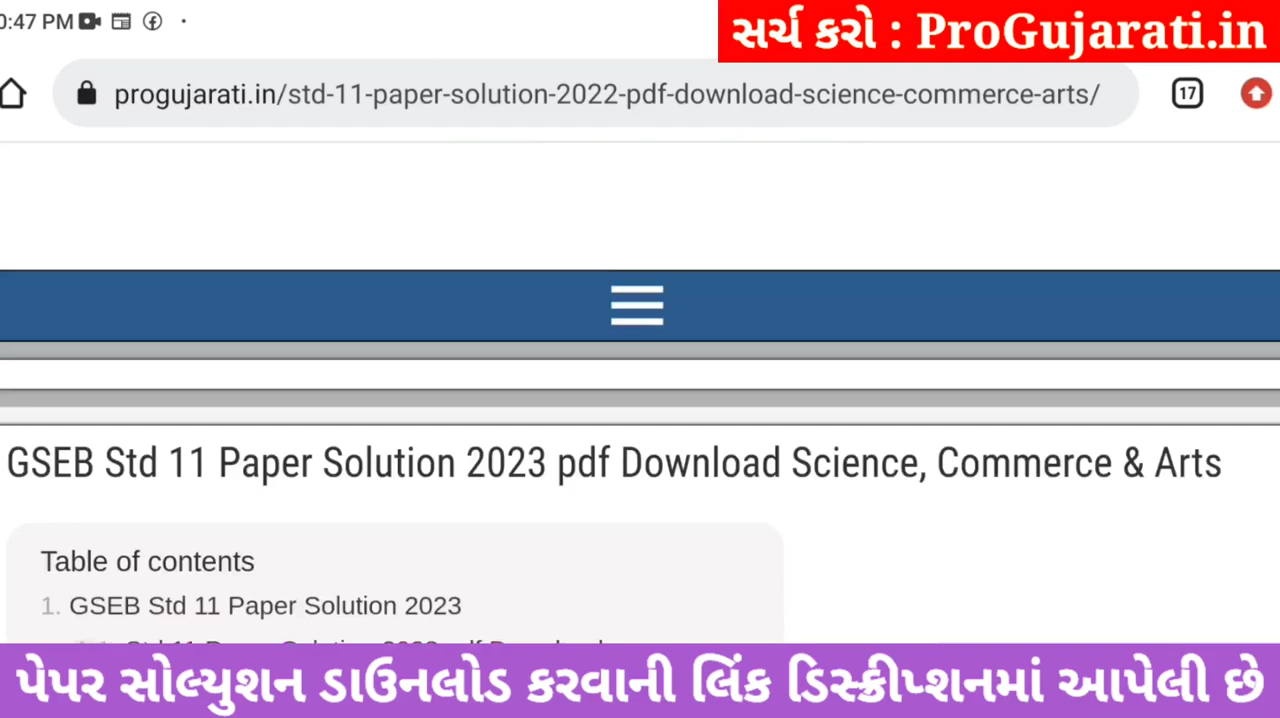 0:47 PM
સર્ચ કરો : ProGujarati.in
progujarati.in/std-11-paper-solution-2022-pdf-download-science-commerce-arts/
17
GSEB Std 11 Paper Solution 2023 pdf Download Science, Commerce & Arts
Table of contents
1. GSEB Std 11 Paper Solution 2023
પેપર સોલ્યુશન ડાઉનલોડ કરવાની લિંક ડિસ્ક્રીપ્શનમાં આપેલી છે